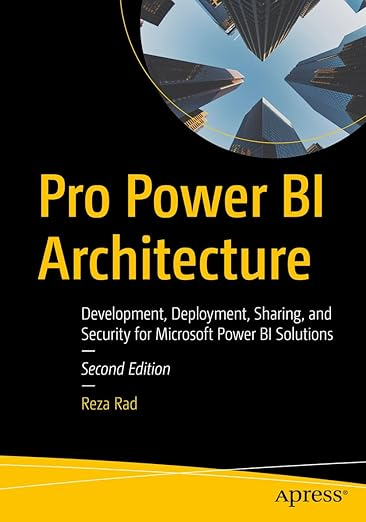 Pro Power BI
Architecture
Development, Deployment, Sharing, and
Security for Microsoft Power BI Solutions
—
Second Edition
—
Reza Rad
Apress®